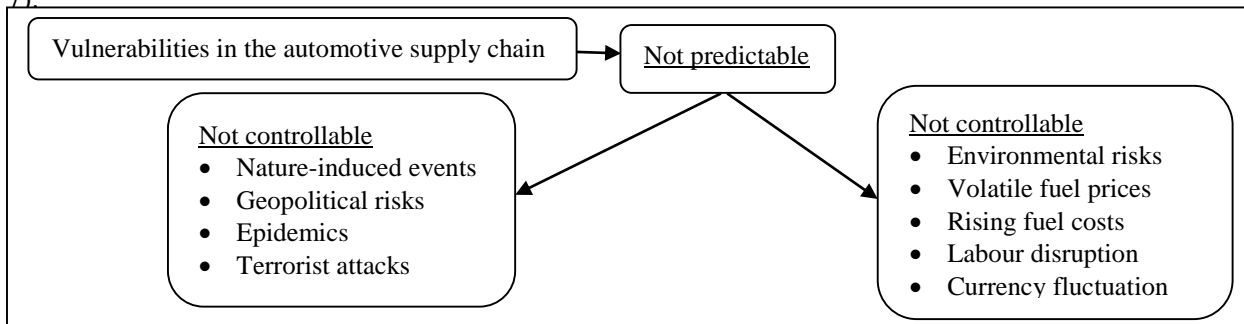 7).
Vulnerabilities in the automotive supply chain
Not predictable
Not controllable
• Nature-induced events
• Geopolitical risks
• Epidemics
• Terrorist attacks
Not controllable
• Environmental risks
• Volatile fuel prices
• Rising fuel costs
• Labour disruption
• Currency fluctuation